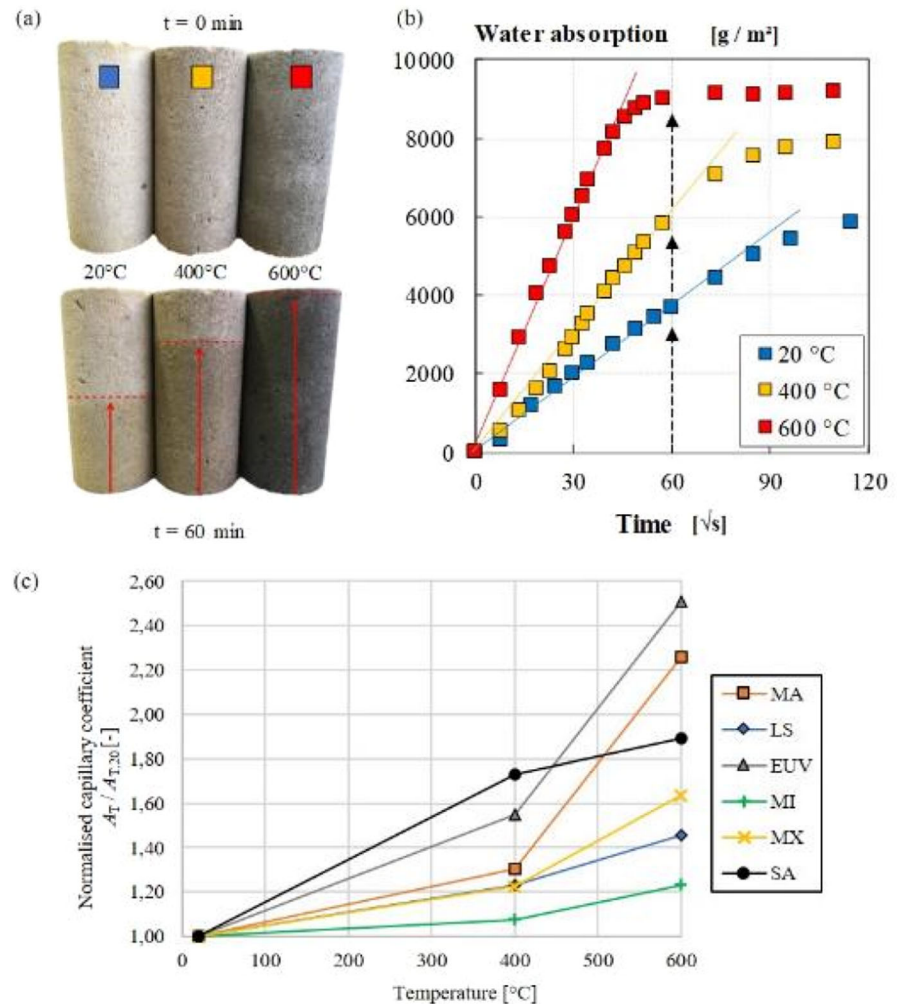 (a)
t = 0 min
20°C 400°C 600°C
t = 60 min
(b)
Water absorption [g / m²]
10000
8000
6000
4000
2000
0
0 30 60 90 120
Time [√s]
20 °C
400 °C
600 °C
(c)
Normalised capillary coefficient
A_T / A_T,20 [-]
2,60
2,40
2,20
2,00
1,80
1,60
1,40
1,20
1,00
0 100 200 300 400 500 600
Temperature [°C]
MA
LS
EUV
MI
MX
SA